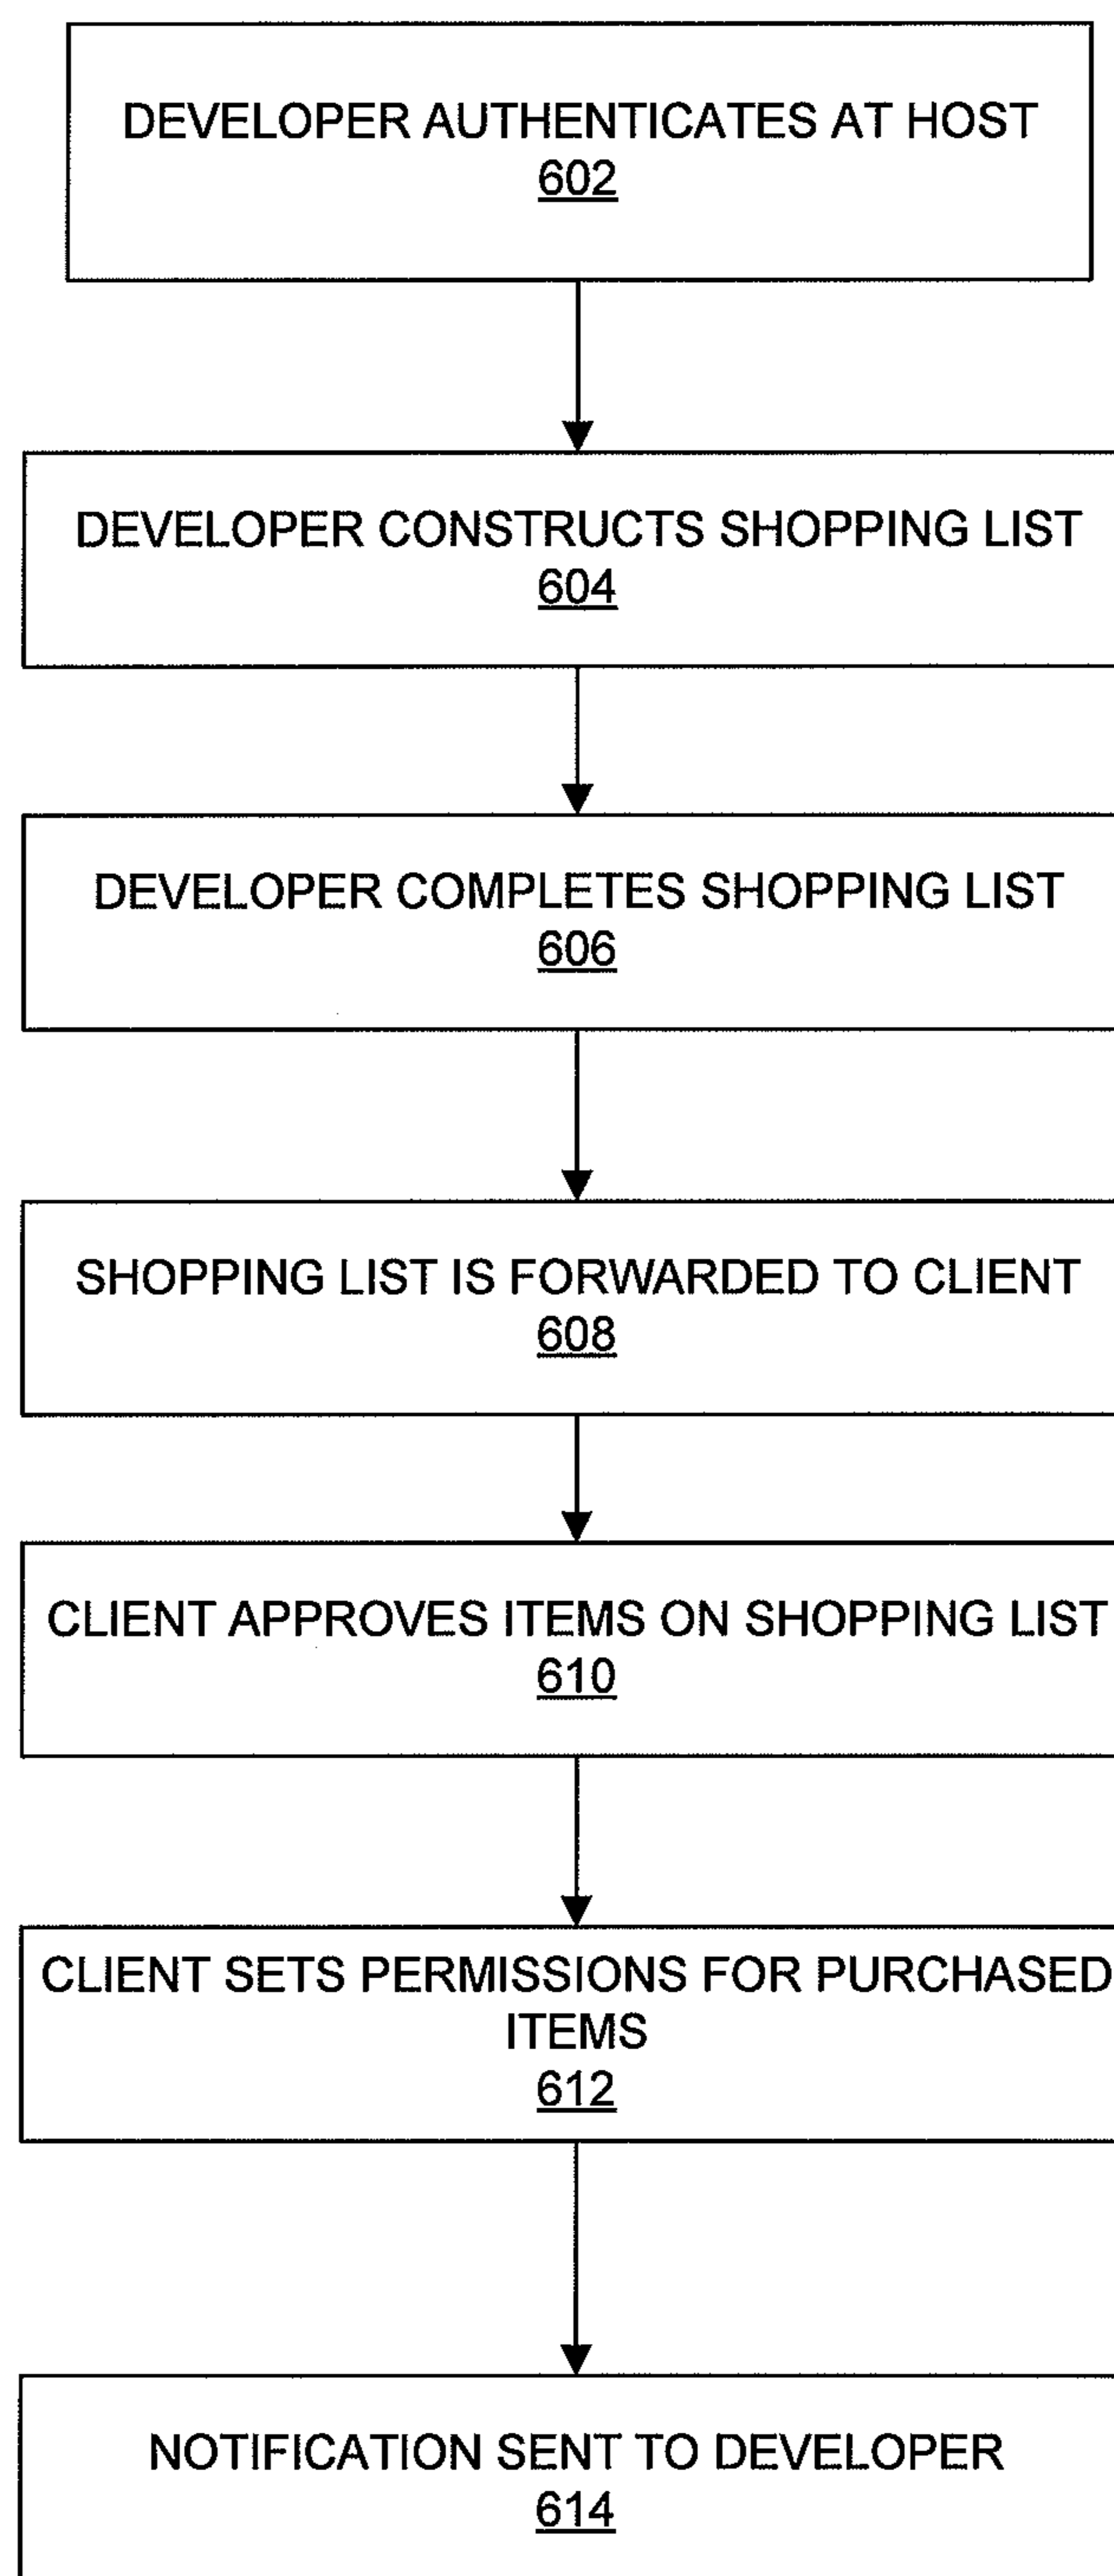 DEVELOPER AUTHENTICATES AT HOST
602
DEVELOPER CONSTRUCTS SHOPPING LIST
604
DEVELOPER COMPLETES SHOPPING LIST
606
SHOPPING LIST IS FORWARDED TO CLIENT
608
CLIENT APPROVES ITEMS ON SHOPPING LIST
610
CLIENT SETS PERMISSIONS FOR PURCHASED
ITEMS
612
NOTIFICATION SENT TO DEVELOPER
614